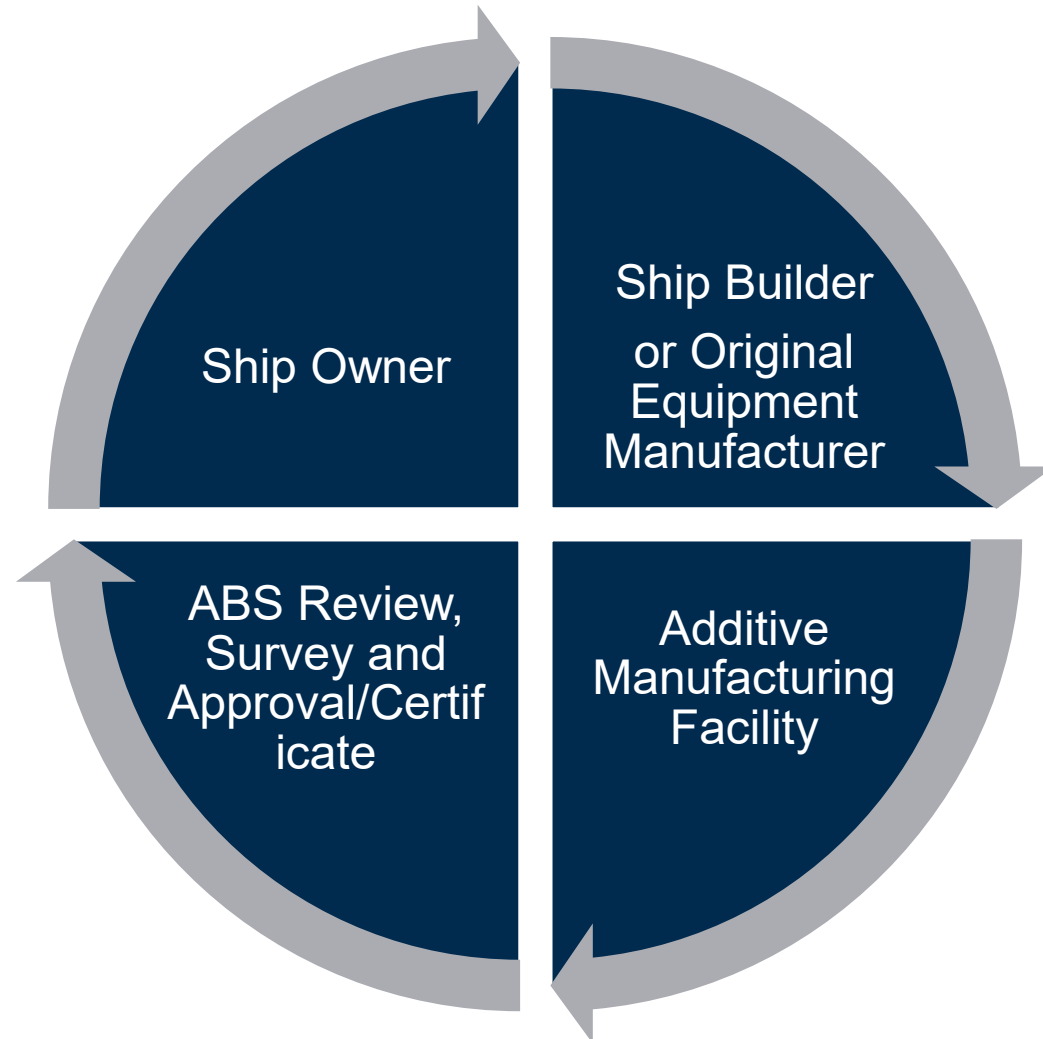 Ship Owner
Ship Builder
or Original
Equipment
Manufacturer
ABS Review,
Survey and
Approval/Certif
icate
Additive
Manufacturing
Facility